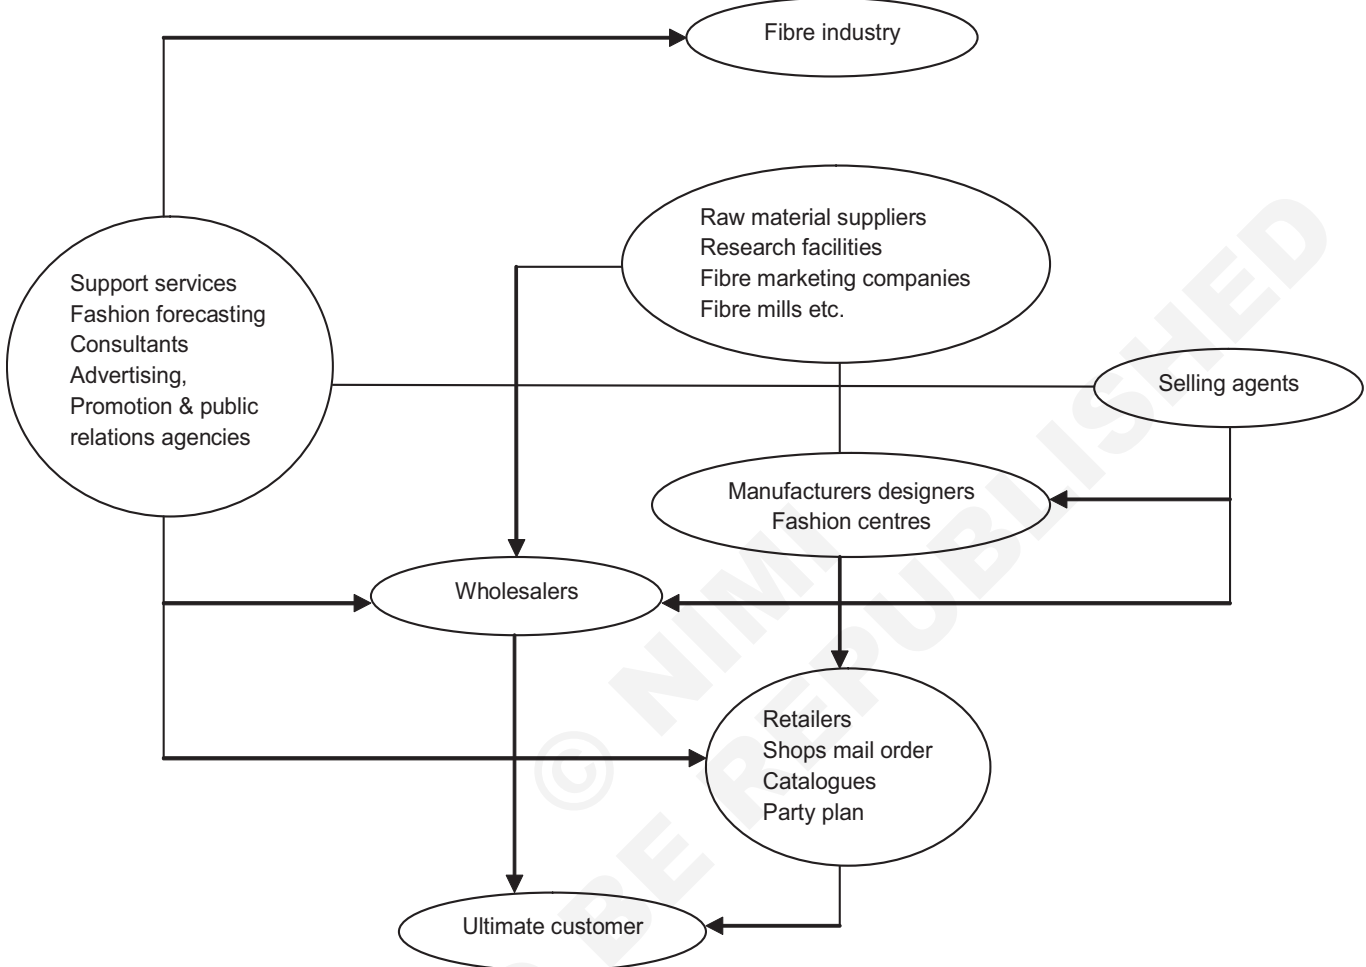 Fibre industry
Raw material suppliers
Research facilities
Fibre marketing companies
Fibre mills etc.
Support services
Fashion forecasting
Consultants
Advertising,
Promotion & public
relations agencies
Selling agents
Manufacturers designers
Fashion centres
Wholesalers
Retailers
Shops mail order
Catalogues
Party plan
Ultimate customer
© NIMI
BE REPUBLISHED